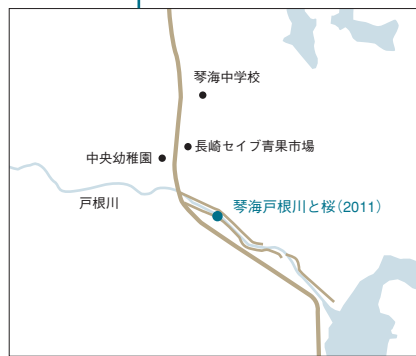 琴海中学校
長崎セイブ青果市場
中央幼稚園
戸根川
琴海戸根川と桜(2011)